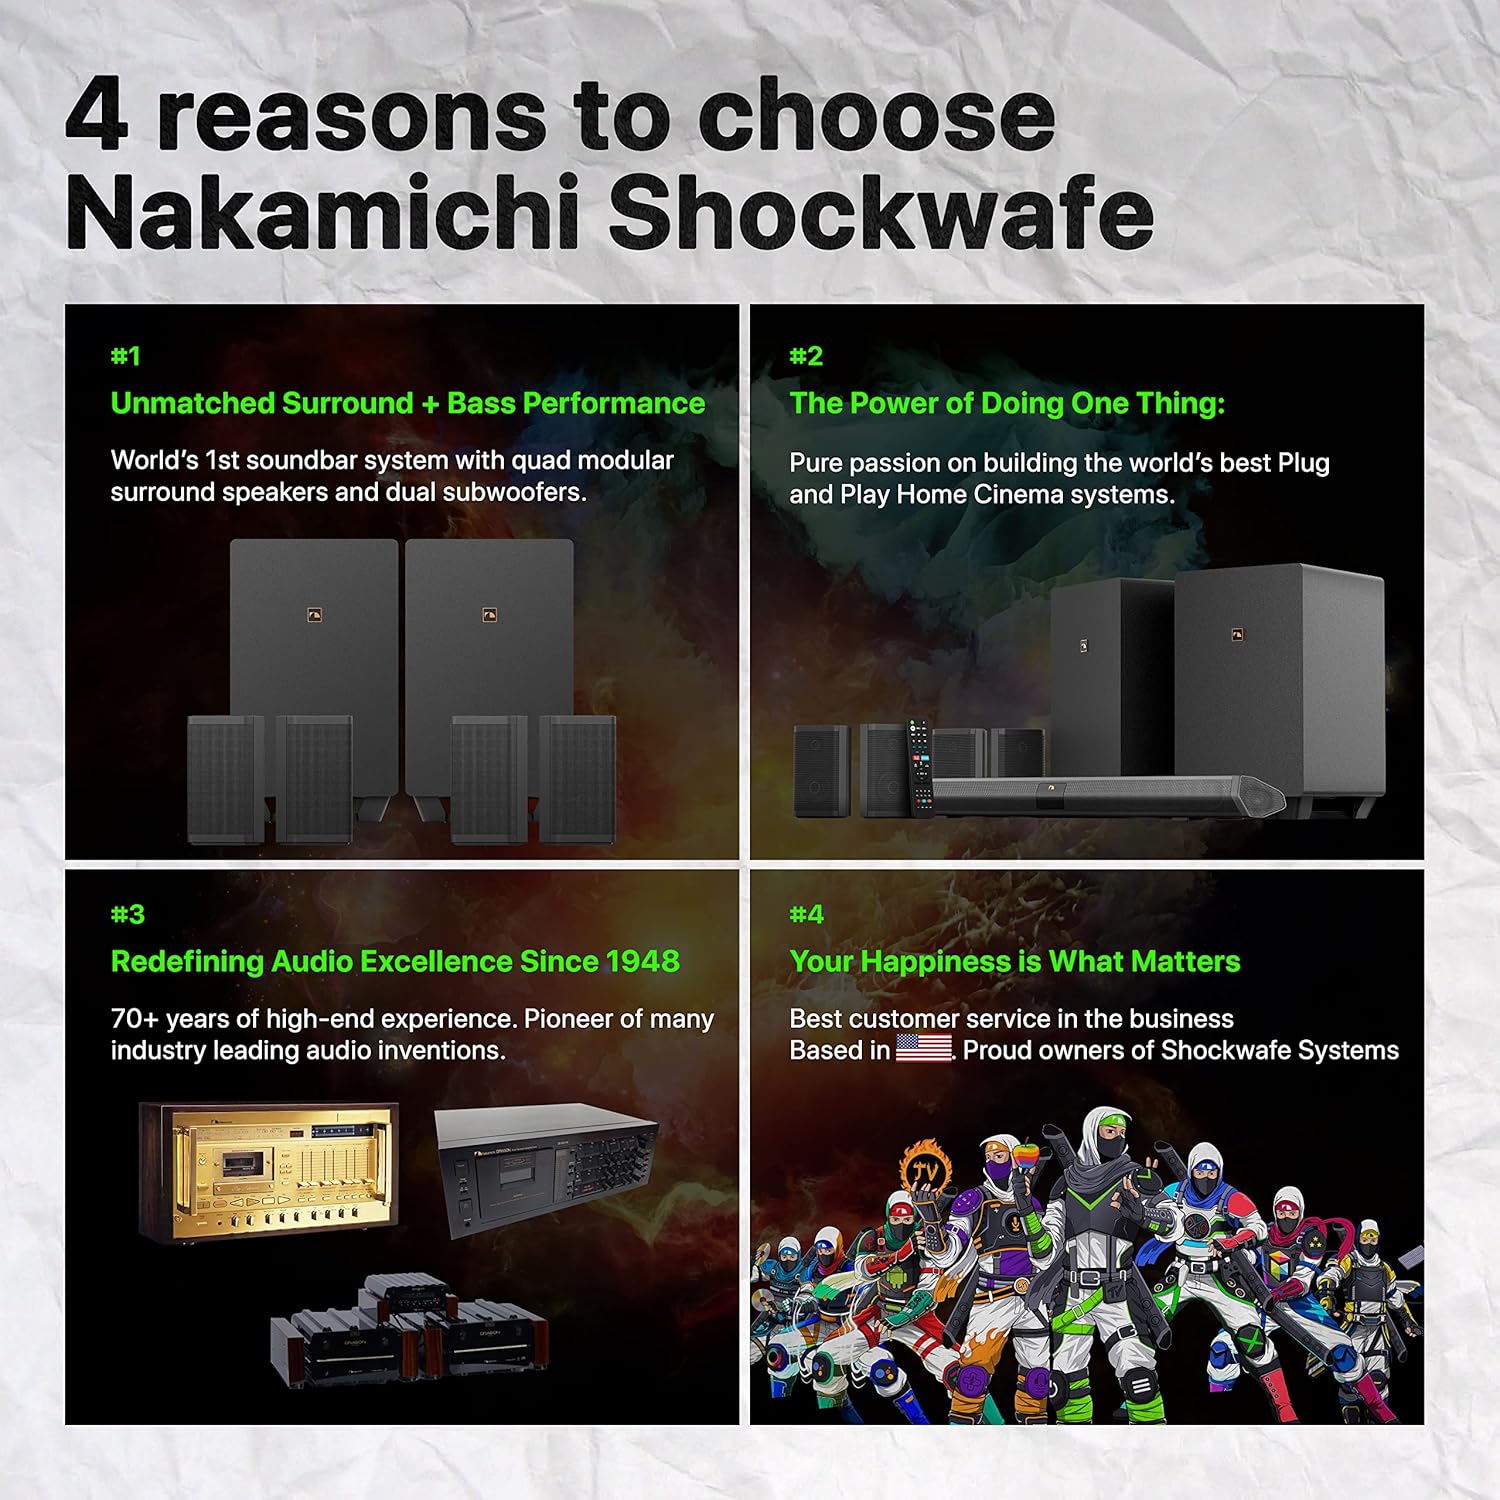 4 reasons to choose
Nakamichi Shockwafe
#1
Unmatched Surround + Bass Performance
World's 1st soundbar system with quad modular
surround speakers and dual subwoofers.
#2
The Power of Doing One Thing:
Pure passion on building the world's best Plug
and Play Home Cinema systems.
#3
Redefining Audio Excellence Since 1948
70+ years of high-end experience. Pioneer of many
industry leading audio inventions.
#4
Your Happiness is What Matters
Best customer service in the business
Based in . Proud owners of Shockwafe Systems
DRAGON
DRAGON
TV